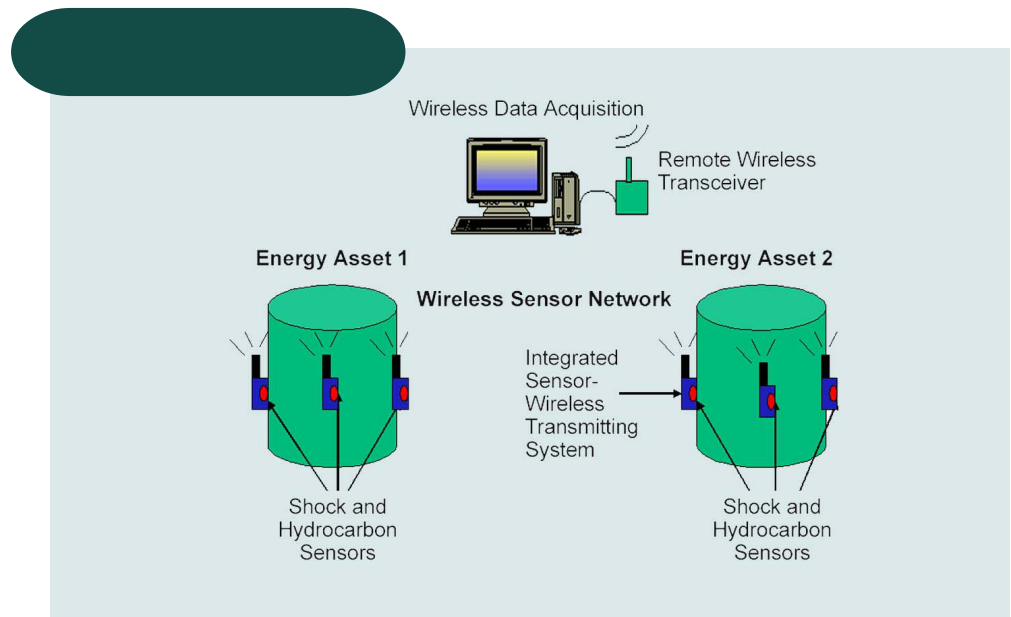 Wireless Data Acquisition
Remote Wireless
Transceiver
Energy Asset 1
Energy Asset 2
Wireless Sensor Network
Integrated
Sensor-
Wireless
Transmitting
System
Shock and
Hydrocarbon
Sensors
Shock and
Hydrocarbon
Sensors